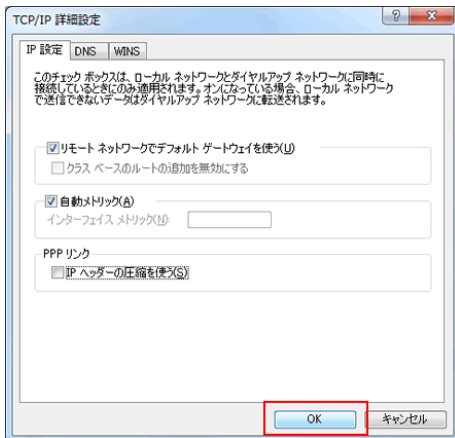 TCP/IP 詳細設定
IP 設定 DNS WINS
このチェック ボックスは、ローカル ネットワークとダイヤルアップ ネットワークに同時に
接続しているときにのみ適用されます。オンになっている場合、ローカル ネットワーク
で送信できないデータはダイヤルアップ ネットワークに転送されます。
リモート ネットワークでデフォルト ゲートウェイを使う(U)
クラス ベースのルートの追加を無効にする
自動メトリック(A)
インターフェイス メトリック(N):
PPP リンク
IP ヘッダーの圧縮を使う(S)
OK キャンセル